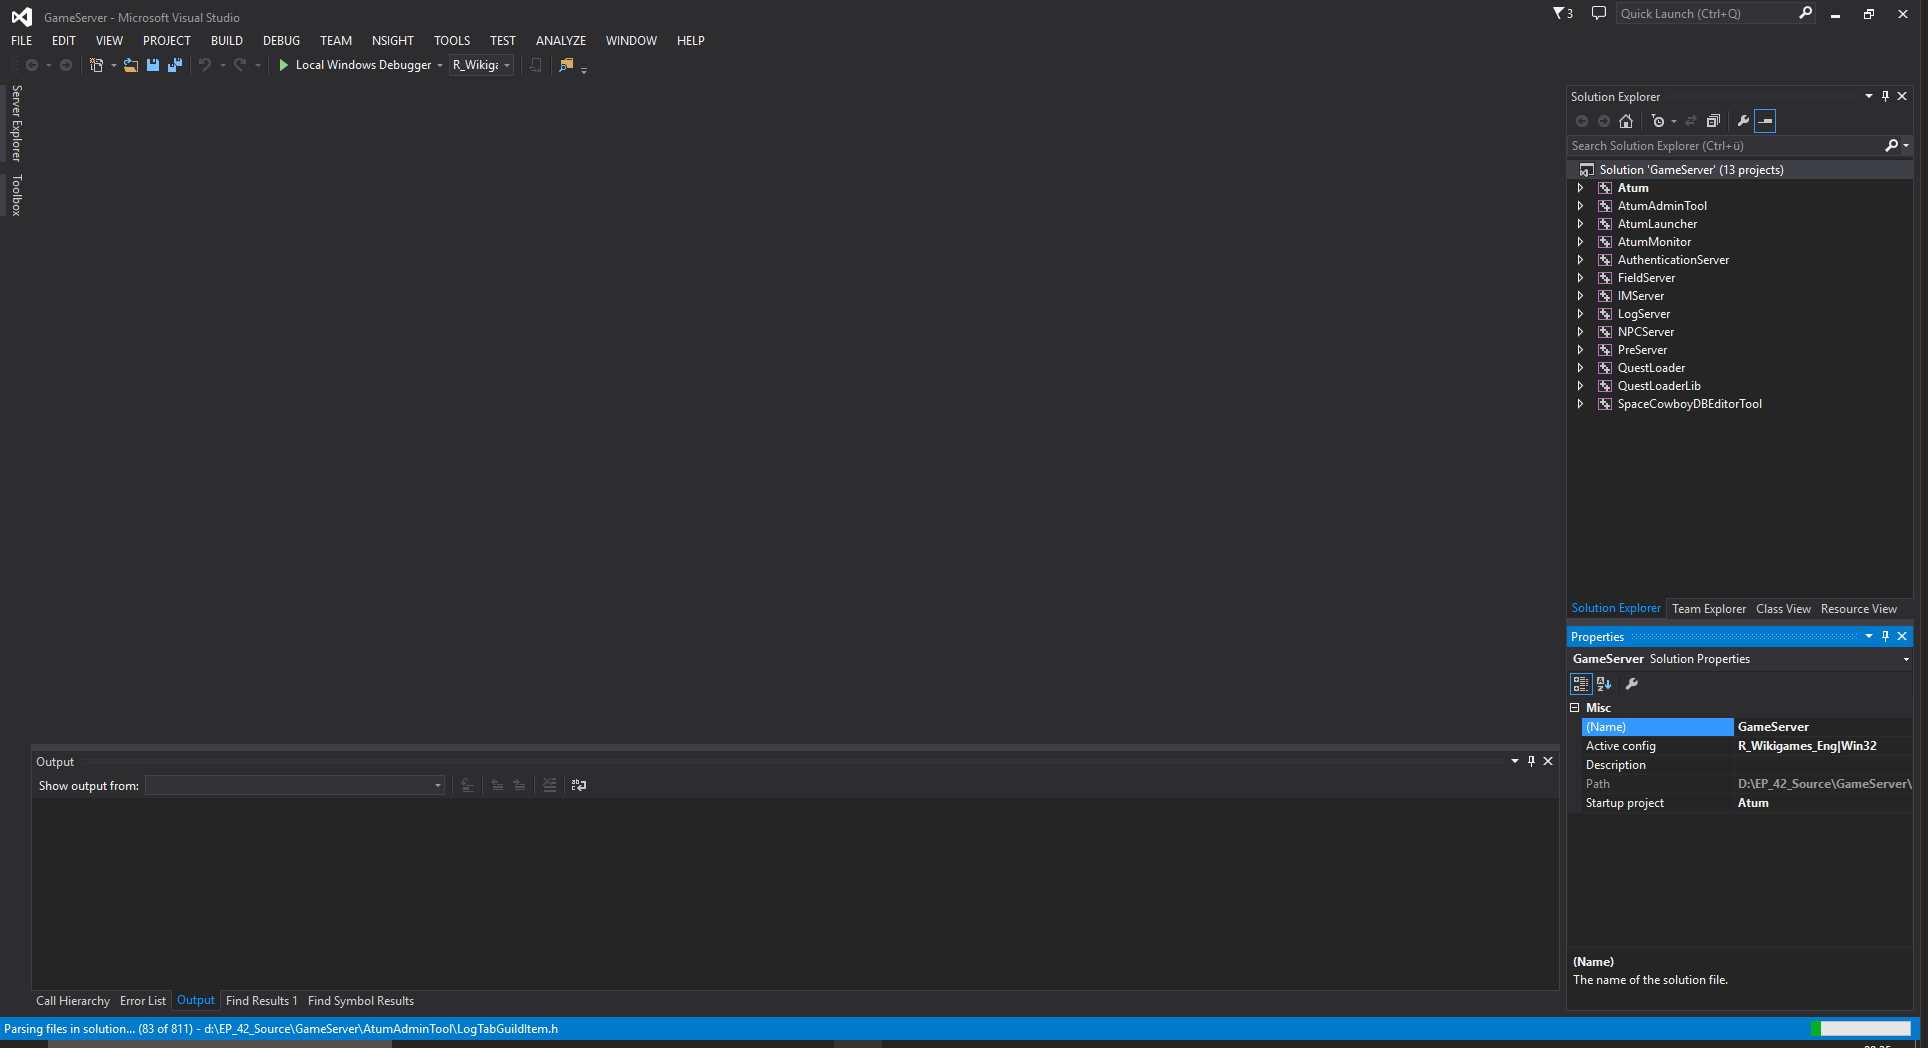 GameServer - Microsoft Visual Studio
3
Quick Launch (Ctrl+Q)
FILE EDIT VIEW PROJECT BUILD DEBUG TEAM NSIGHT TOOLS TEST ANALYZE WINDOW HELP
Local Windows Debugger
R_Wikiga
Server Explorer
Toolbox
Solution Explorer
Search Solution Explorer (Ctrl+ü)
Solution 'GameServer' (13 projects)
Atum
AtumAdminTool
AtumLauncher
AtumMonitor
AuthenticationServer
FieldServer
IMServer
LogServer
NPCServer
PreServer
QuestLoader
QuestLoaderLib
SpaceCowboyDBEditorTool
Solution Explorer Team Explorer Class View Resource View
Properties
GameServer Solution Properties
Misc
(Name) GameServer
Active config R_Wikigames_Eng|Win32
Description
Path D:\EP_42_Source\GameServer\
Startup project Atum
(Name)
The name of the solution file.
Output
Show output from:
Call Hierarchy Error List Output Find Results 1 Find Symbol Results
Parsing files in solution... (83 of 811) - d:\EP_42_Source\GameServer\AtumAdminTool\LogTabGuildItem.h